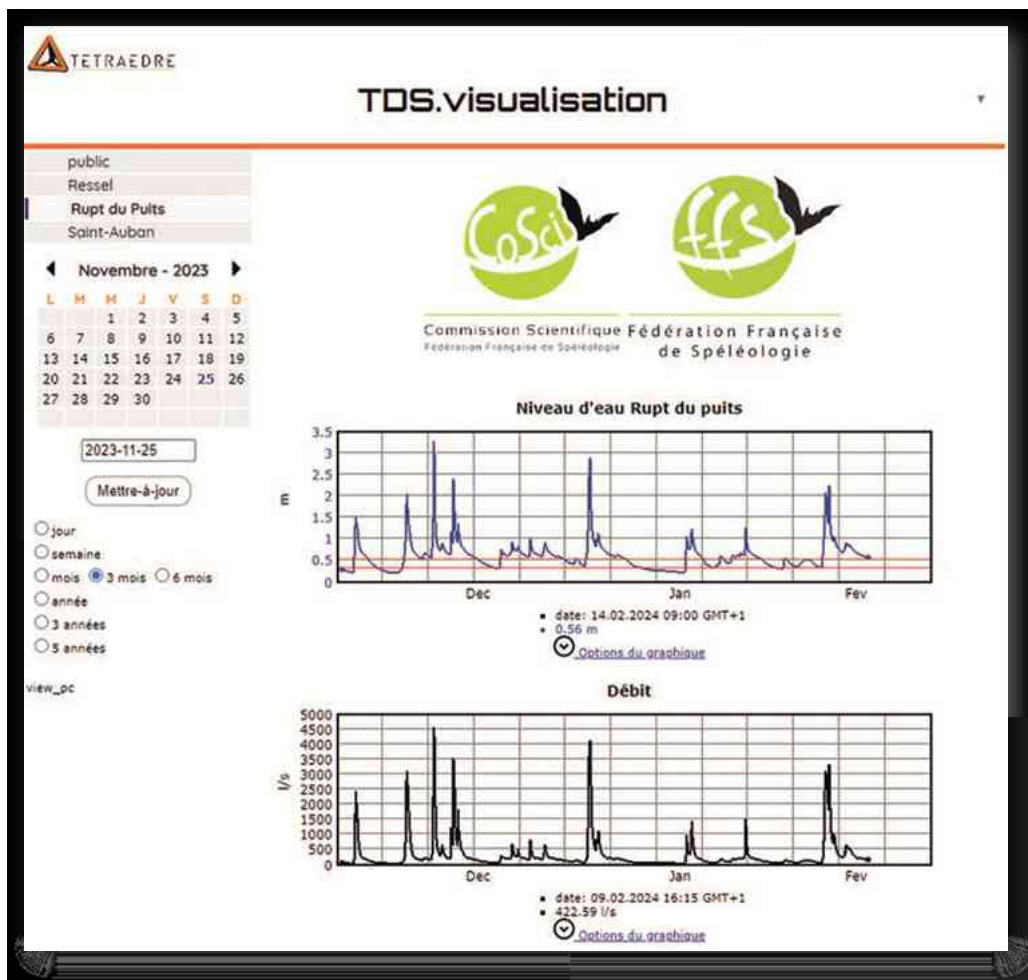 TETRAEDRE
TDS.visualisation
public
Ressel
Rupt du Puits
Saint-Auban
Novembre - 2023
L M M J V S D
1 2 3 4 5
6 7 8 9 10 11 12
13 14 15 16 17 18 19
20 21 22 23 24 25 26
27 28 29 30
2023-11-25
Mettre-à-jour
jour
semaine
mois 3 mois 6 mois
année
3 années
5 années
view_pc
CoSci
ffs
Commission Scientifique
Fédération Française de Spéléologie
Fédération Française
de Spéléologie
Niveau d'eau Rupt du puits
3.5
3
2.5
2
1.5
1
0.5
0
m
Dec Jan Fev
date: 14.02.2024 09:00 GMT+1
0.56 m
Options du graphique
Débit
5000
4500
4000
3500
3000
2500
2000
1500
1000
500
0
l/s
Dec Jan Fev
date: 09.02.2024 16:15 GMT+1
422.59 l/s
Options du graphique